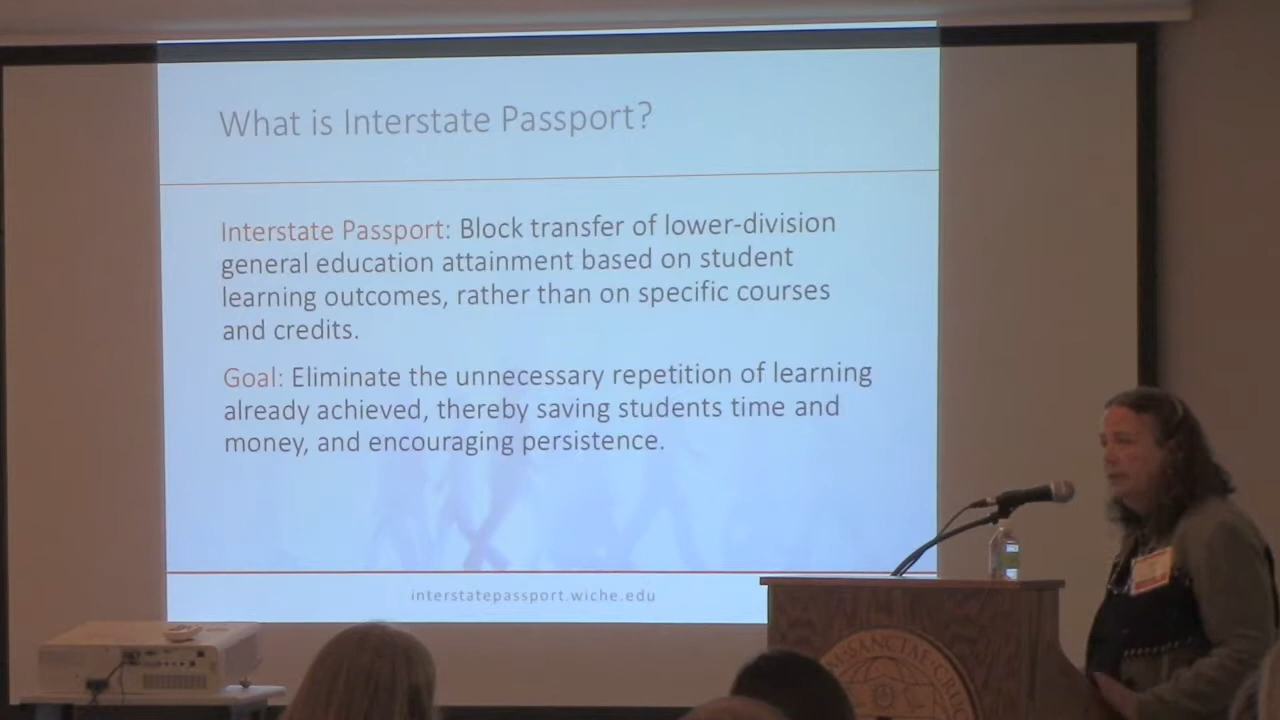 What is Interstate Passport?
Interstate Passport: Block transfer of lower-division
general education attainment based on student
learning outcomes, rather than on specific courses
and credits.
Goal: Eliminate the unnecessary repetition of learning
already achieved, thereby saving students time and
money, and encouraging persistence.
interstatepassport.wiche.edu
SANCTAE